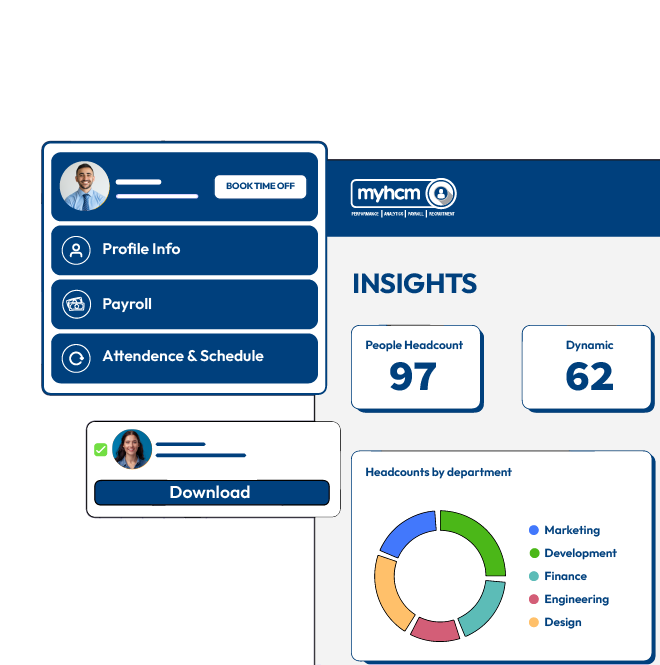 BOOK TIME OFF
Profile Info
Payroll
Attendence & Schedule
Download
myhcm
PERFORMANCE | ANALYTICS | PAYROLL | RECRUITMENT
INSIGHTS
People Headcount
97
Dynamic
62
Headcounts by department
Marketing
Development
Finance
Engineering
Design